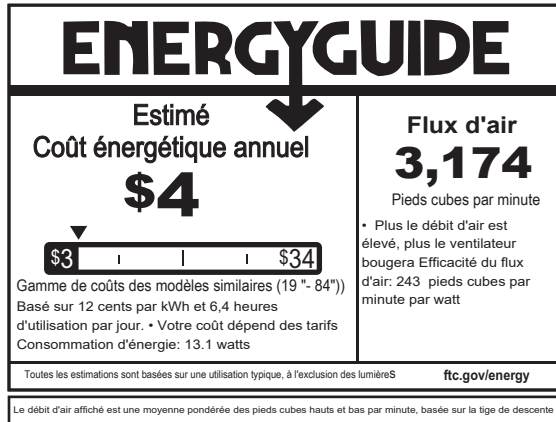 ENERGYGUIDE
Estimé
Coût énergétique annuel
$4
$3
$34
Gamme de coûts des modèles similaires (19 "- 84"))
Basé sur 12 cents par kWh et 6,4 heures
d'utilisation par jour. • Votre coût dépend des tarifs
Consommation d'énergie: 13.1 watts
Flux d'air
3,174
Pieds cubes par minute
• Plus le débit d'air est
élevé, plus le ventilateur
bougera Efficacité du flux
d'air: 243 pieds cubes par
minute par watt
Toutes les estimations sont basées sur une utilisation typique, à l'exclusion des lumièreS
ftc.gov/energy
Le débit d'air affiché est une moyenne pondérée des pieds cubes hauts et bas par minute, basée sur la tige de descente